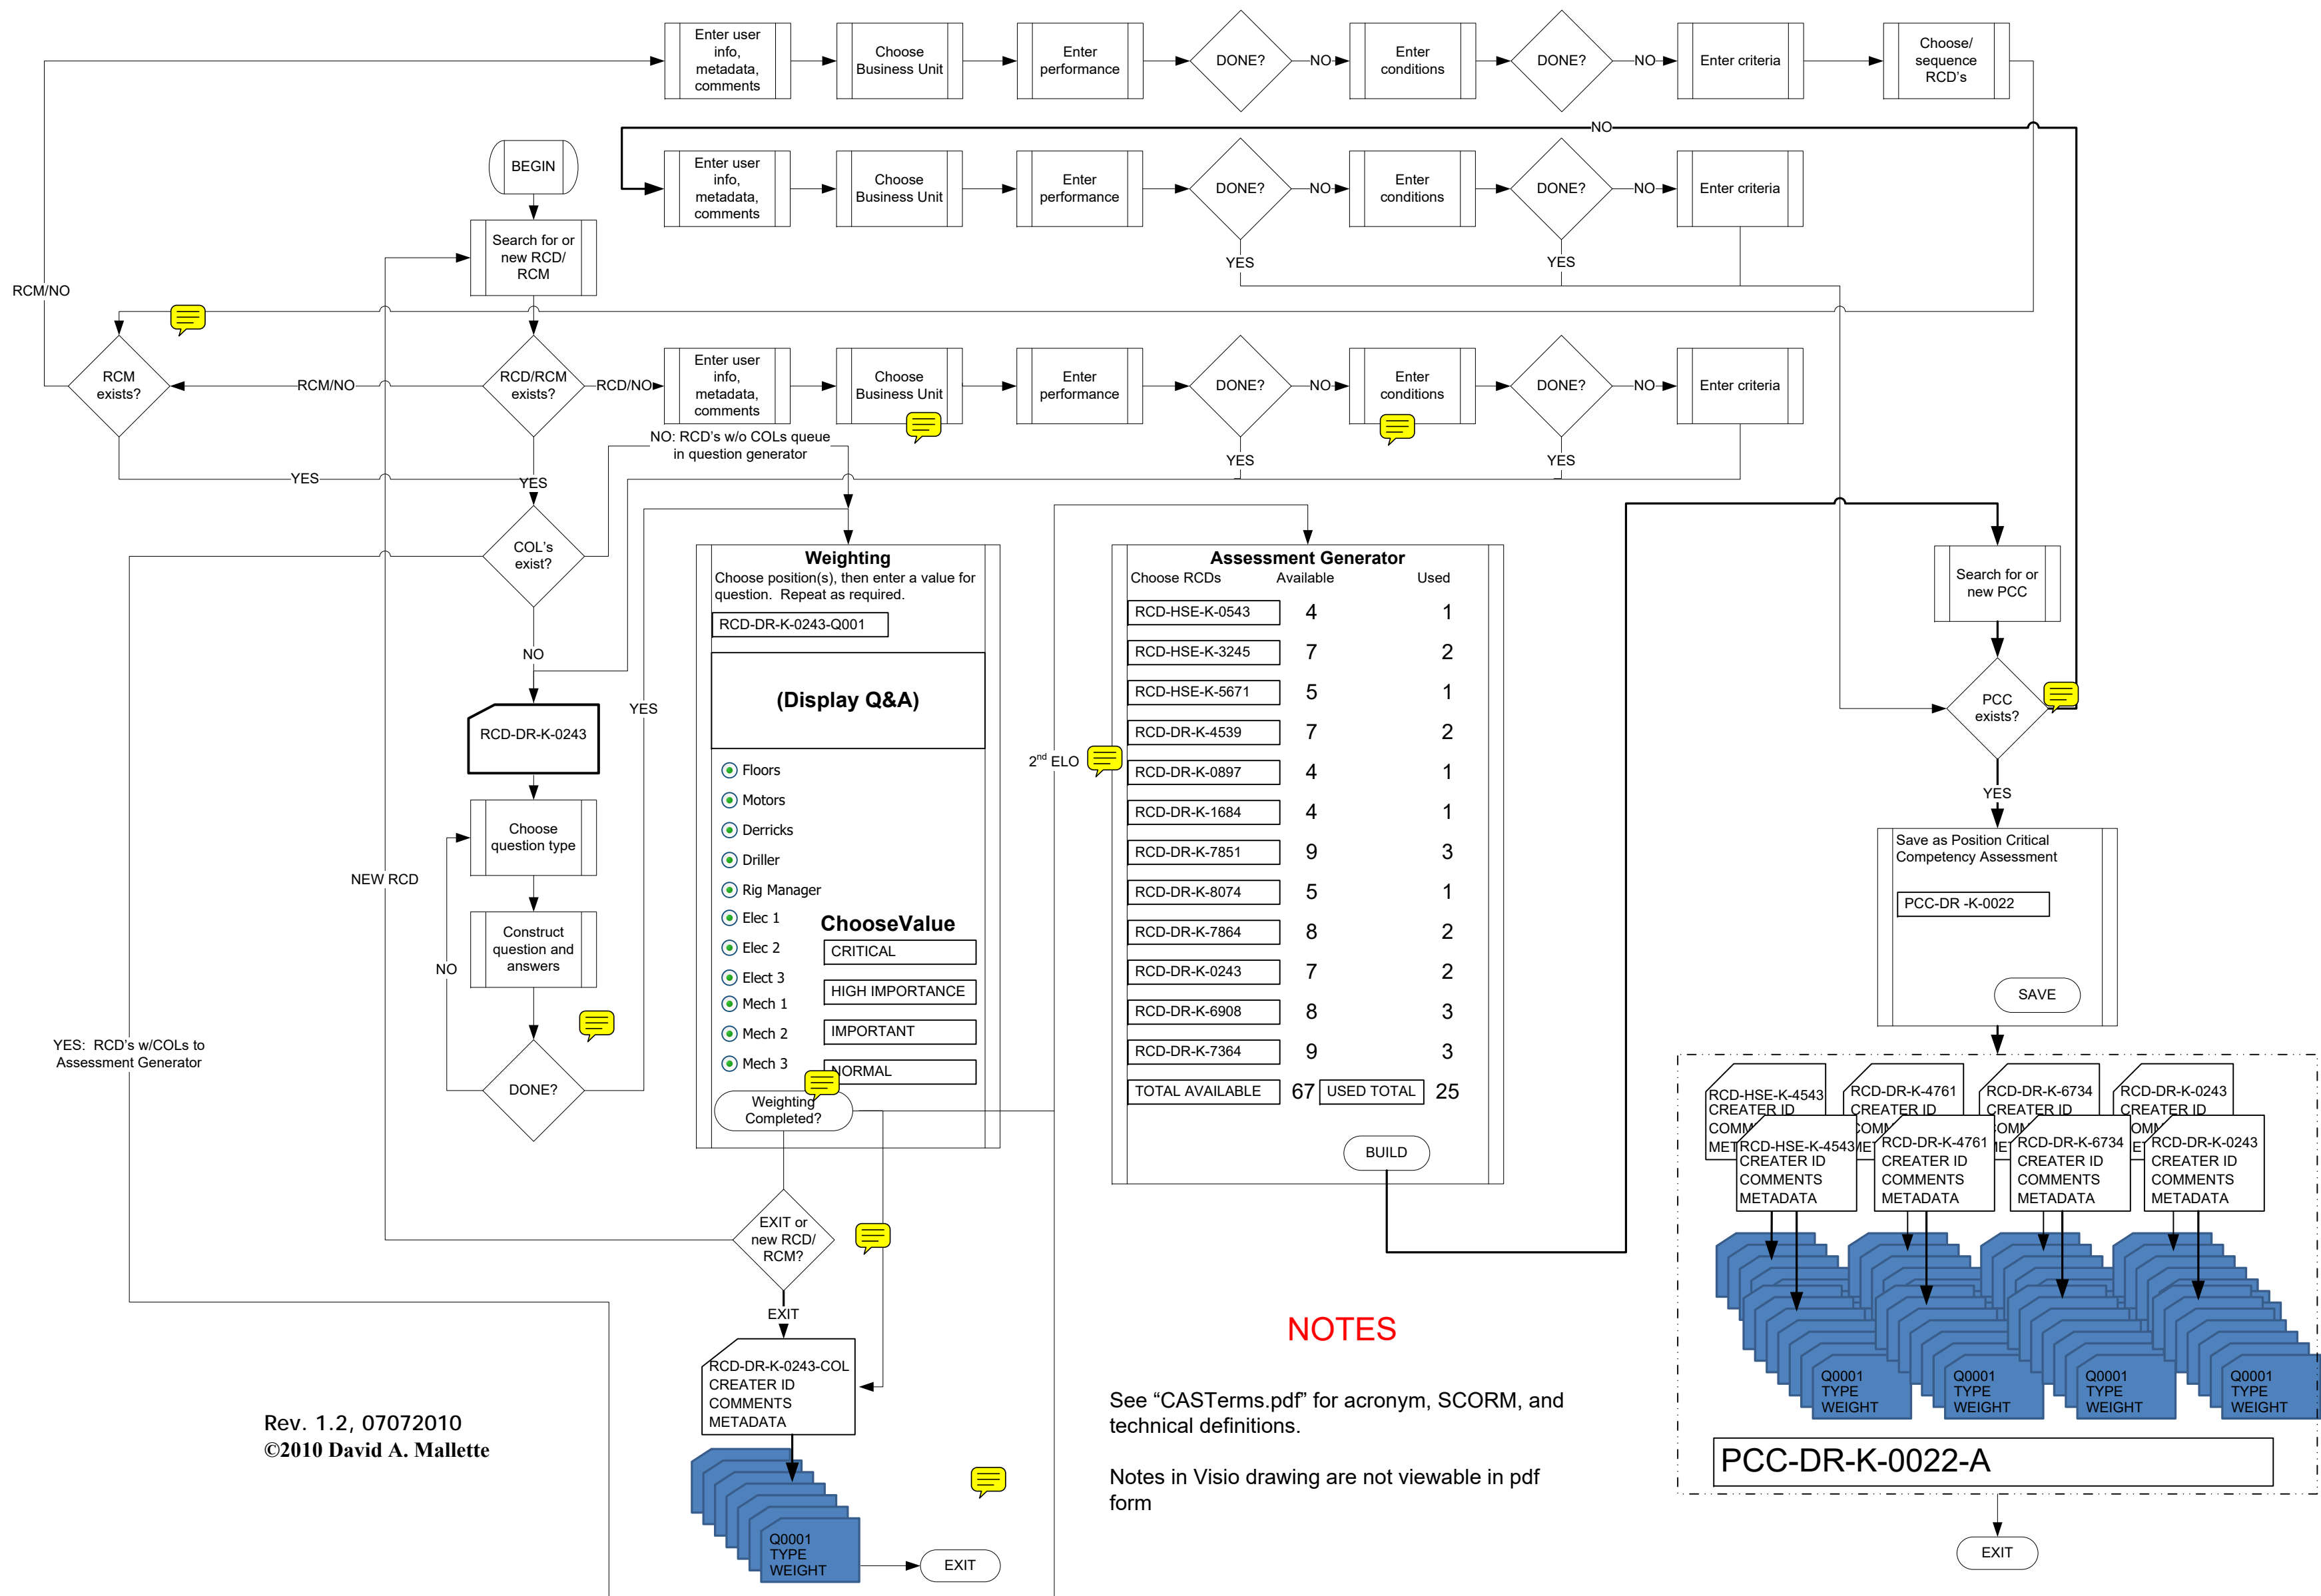 Enter user
info,
metadata,
comments
Choose
Business Unit
Enter
performance
DONE?
NO
Enter
conditions
DONE?
NO
Enter criteria
Choose/
sequence
RCD's
NO
BEGIN
Enter user
info,
metadata,
comments
Choose
Business Unit
Enter
performance
DONE?
NO
Enter
conditions
DONE?
NO
Enter criteria
YES
YES
Search for or
new RCD/
RCM
RCM/NO
RCM
exists?
RCM/NO
RCD/RCM
exists?
RCD/NO
Enter user
info,
metadata,
comments
Choose
Business Unit
Enter
performance
DONE?
NO
Enter
conditions
DONE?
NO
Enter criteria
YES
YES
NO: RCD's w/o COLs queue
in question generator
YES
YES
COL's
exist?
NO
RCD-DR-K-0243
YES
Choose
question type
NEW RCD
Construct
question and
answers
NO
DONE?
YES: RCD's w/COLs to
Assessment Generator
Weighting
Choose position(s), then enter a value for
question. Repeat as required.
RCD-DR-K-0243-Q001
(Display Q&A)
Floors
Motors
Derricks
Driller
Rig Manager
Elec 1
Elec 2
Elect 3
Mech 1
Mech 2
Mech 3
ChooseValue
CRITICAL
HIGH IMPORTANCE
IMPORTANT
NORMAL
Weighting
Completed?
2nd ELO
Assessment Generator
Choose RCDs Available Used
RCD-HSE-K-0543 4 1
RCD-HSE-K-3245 7 2
RCD-HSE-K-5671 5 1
RCD-DR-K-4539 7 2
RCD-DR-K-0897 4 1
RCD-DR-K-1684 4 1
RCD-DR-K-7851 9 3
RCD-DR-K-8074 5 1
RCD-DR-K-7864 8 2
RCD-DR-K-0243 7 2
RCD-DR-K-6908 8 3
RCD-DR-K-7364 9 3
TOTAL AVAILABLE 67 USED TOTAL 25
BUILD
Search for or
new PCC
PCC
exists?
YES
Save as Position Critical
Competency Assessment
PCC-DR -K-0022
SAVE
RCD-HSE-K-4543
CREATER ID
COMM
MET
RCD-DR-K-4761
CREATER ID
COMM
ME
RCD-DR-K-6734
CREATER ID
COMM
ME
RCD-DR-K-0243
CREATER ID
COMM
ME
RCD-HSE-K-4543
CREATER ID
COMMENTS
METADATA
RCD-DR-K-4761
CREATER ID
COMMENTS
METADATA
RCD-DR-K-6734
CREATER ID
COMMENTS
METADATA
RCD-DR-K-0243
CREATER ID
COMMENTS
METADATA
Q0001
TYPE
WEIGHT
Q0001
TYPE
WEIGHT
Q0001
TYPE
WEIGHT
Q0001
TYPE
WEIGHT
PCC-DR-K-0022-A
EXIT
EXIT or
new RCD/
RCM?
EXIT
RCD-DR-K-0243-COL
CREATER ID
COMMENTS
METADATA
Q0001
TYPE
WEIGHT
EXIT
NOTES
See “CASTerms.pdf” for acronym, SCORM, and
technical definitions.
Notes in Visio drawing are not viewable in pdf
form
Rev. 1.2, 07072010
©2010 David A. Mallette